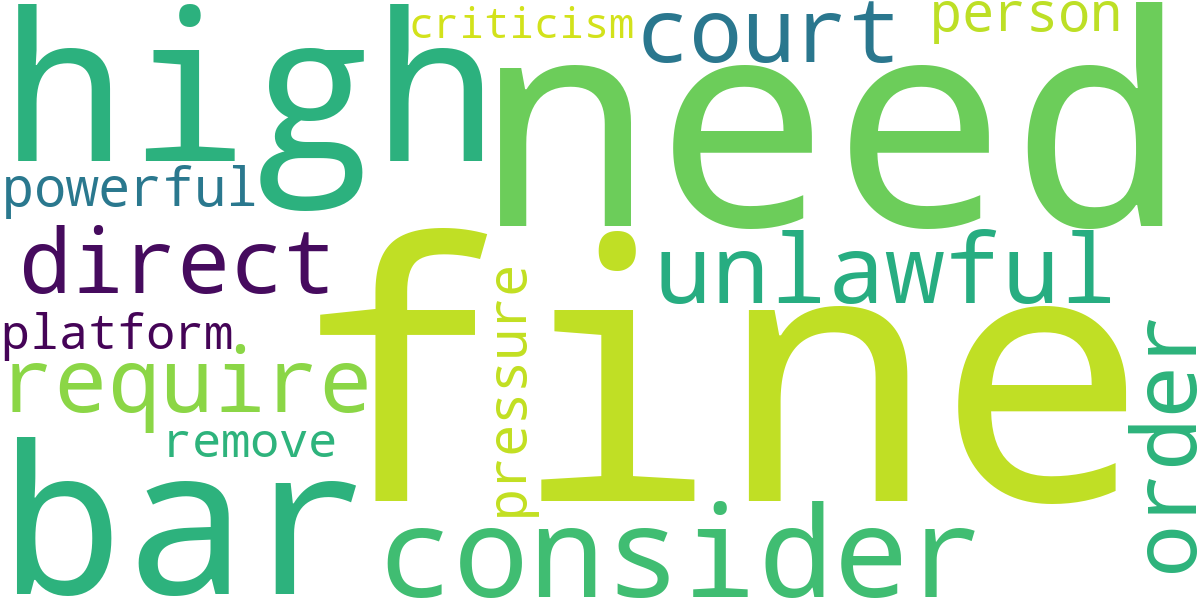 criticism
person
court
high
need
powerful
direct
unlawful
fine
pressure
platform
require
order
remove
bar
consider